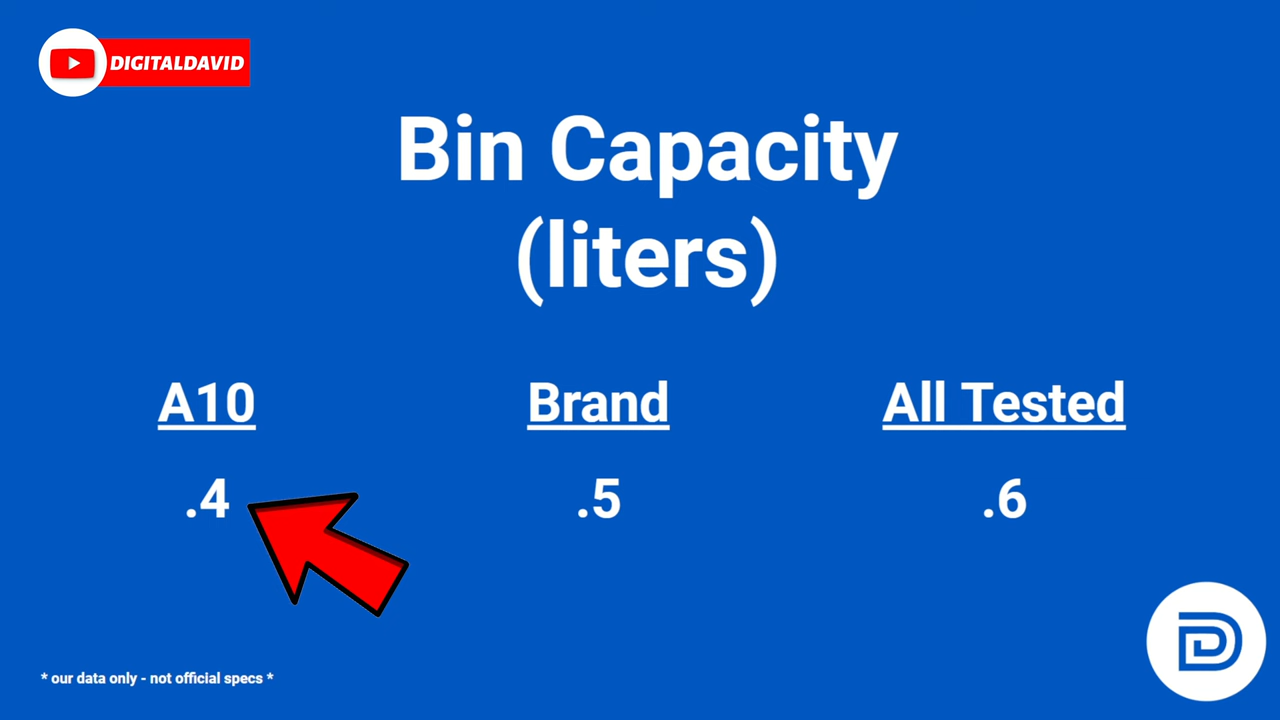 DIGITALDAVID
Bin Capacity
(liters)
A10 Brand All Tested
.4 .5 .6
* our data only - not official specs *